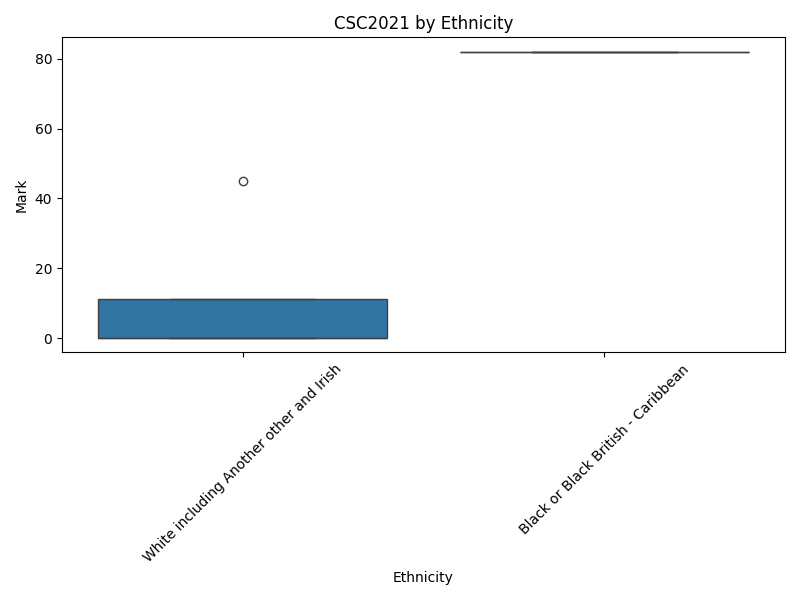 CSC2021 by Ethnicity
80
60
40
20
0
Mark
White including Another other and Irish
Black or Black British - Caribbean
Ethnicity